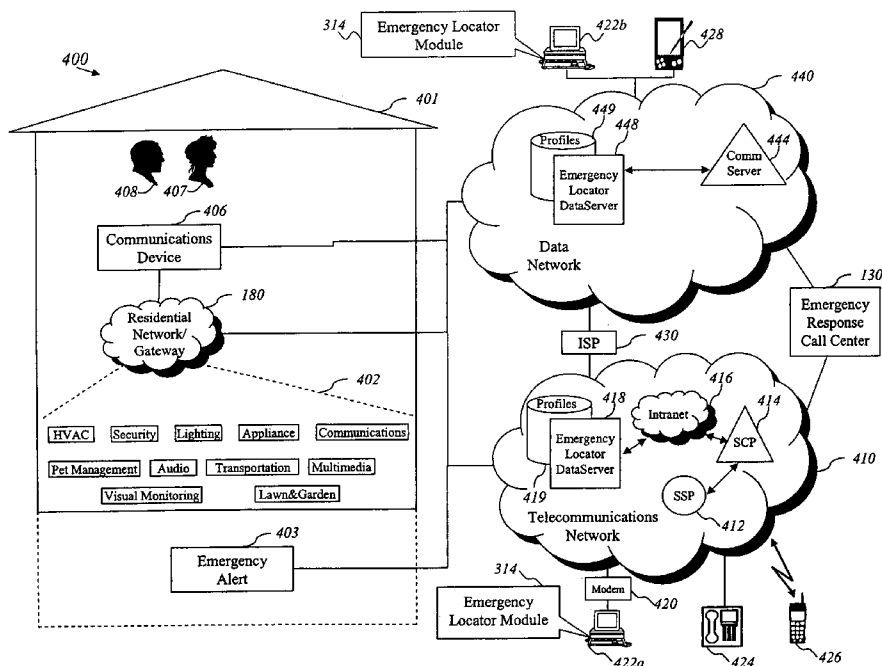 314
Emergency Locator
Module
422b
428
400
440
401
449
448
444
Profiles
Emergency
Locator
DataServer
Comm
Server
408
407
406
Communications
Device
Data
Network
130
Emergency
Response
Call Center
180
Residential
Network/
Gateway
ISP
430
402
418
416
414
Profiles
Intranet
Emergency
Locator
DataServer
SCP
HVAC
Security
Lighting
Appliance
Communications
Pet Management
Audio
Transportation
Multimedia
Visual Monitoring
Lawn&Garden
419
SSP
412
410
Telecommunications
Network
403
Emergency
Alert
314
Emergency
Locator Module
Modem
420
422a
424
426